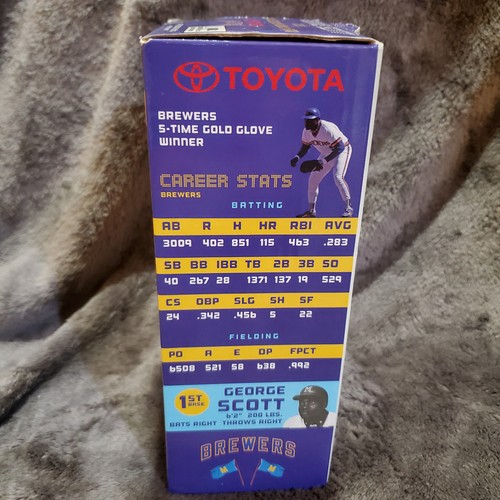 TOYOTA
BREWERS
5-TIME GOLD GLOVE
WINNER
CAREER STATS
BREWERS
BATTING
AB R H HR RBI AVG
3009 402 851 115 463 .283
SB BB IBB TB 2B 3B SO
40 267 28 1371 137 19 529
CS OBP SLG SH SF
24 .342 .456 5 22
FIELDING
PO A E DP FPCT
6508 521 58 638 .992
1ST
BASE
GEORGE
SCOTT
6'2" 200 LBS.
BATS RIGHT THROWS RIGHT
BREWERS
M M